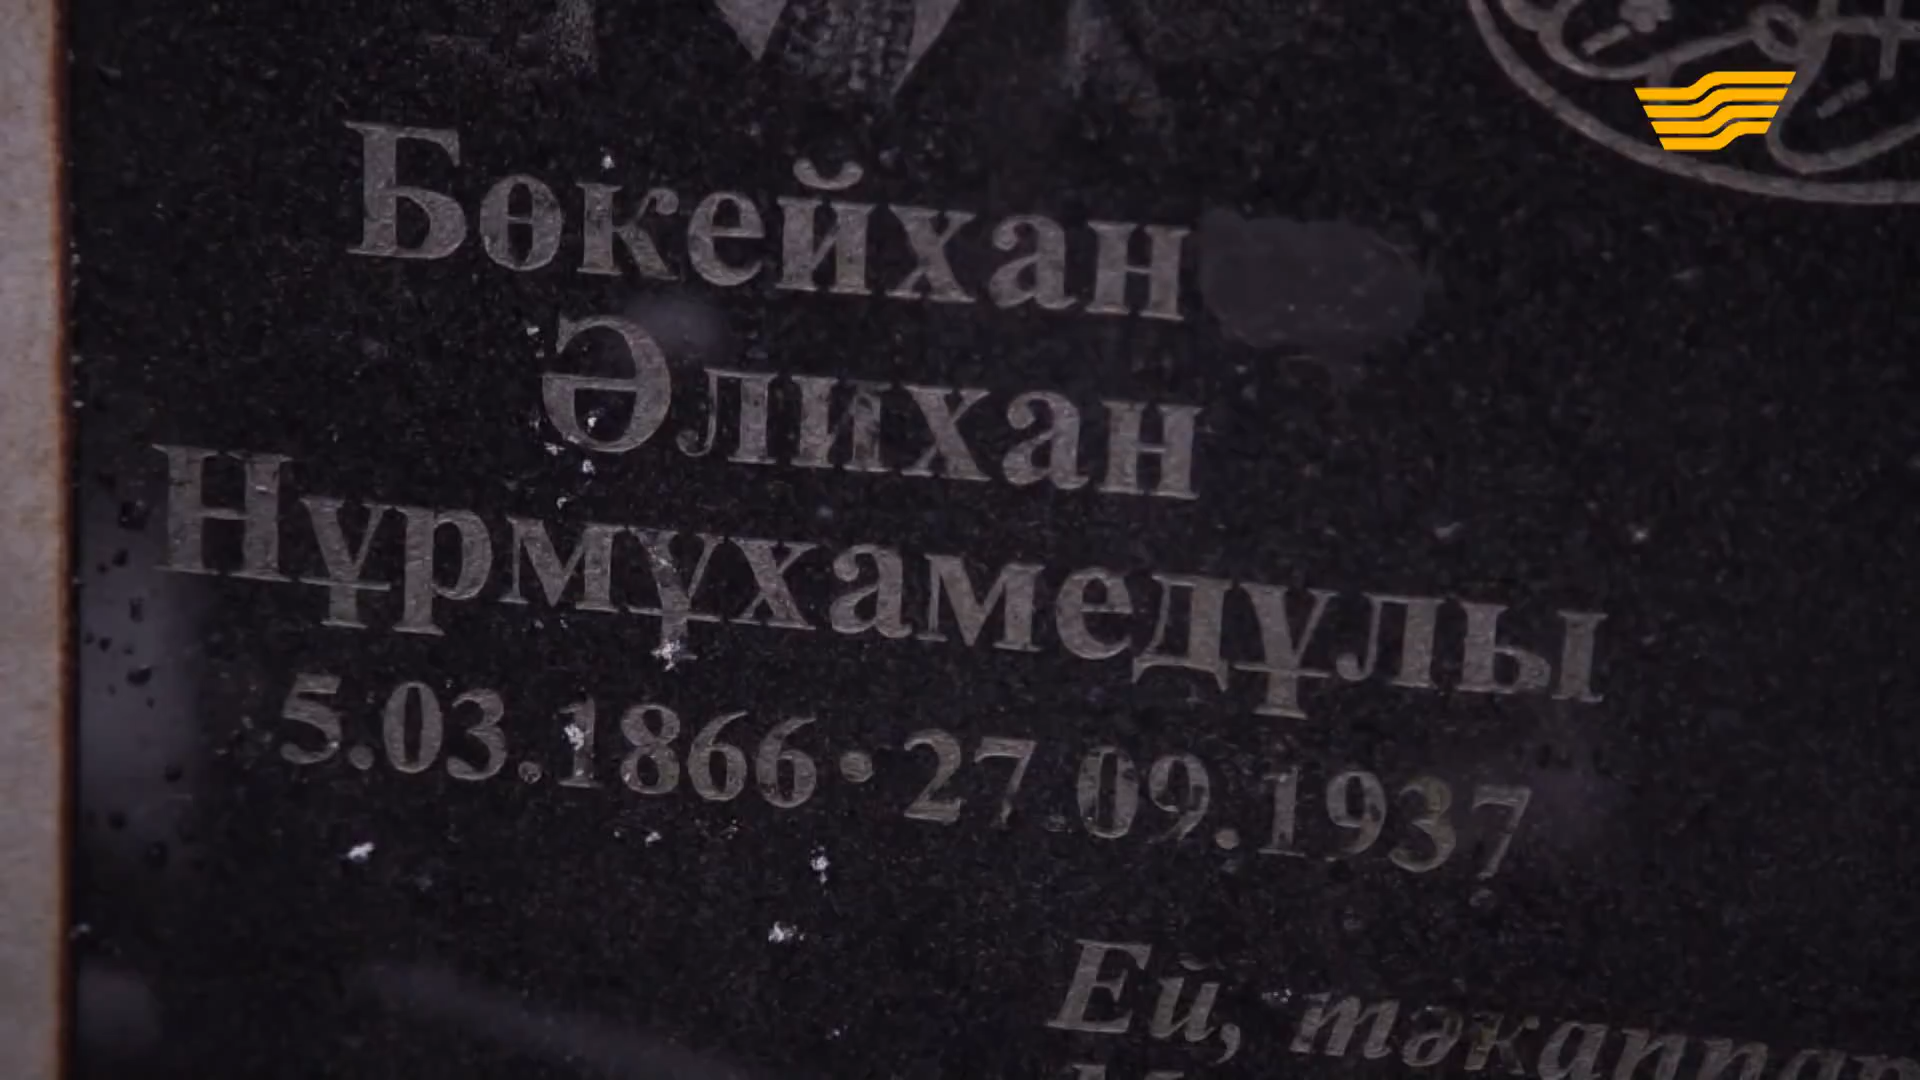 Бөкейхан
Әлихан
Нұрмұхамедұлы
5.03.1866 · 27 09.1937
Ей,